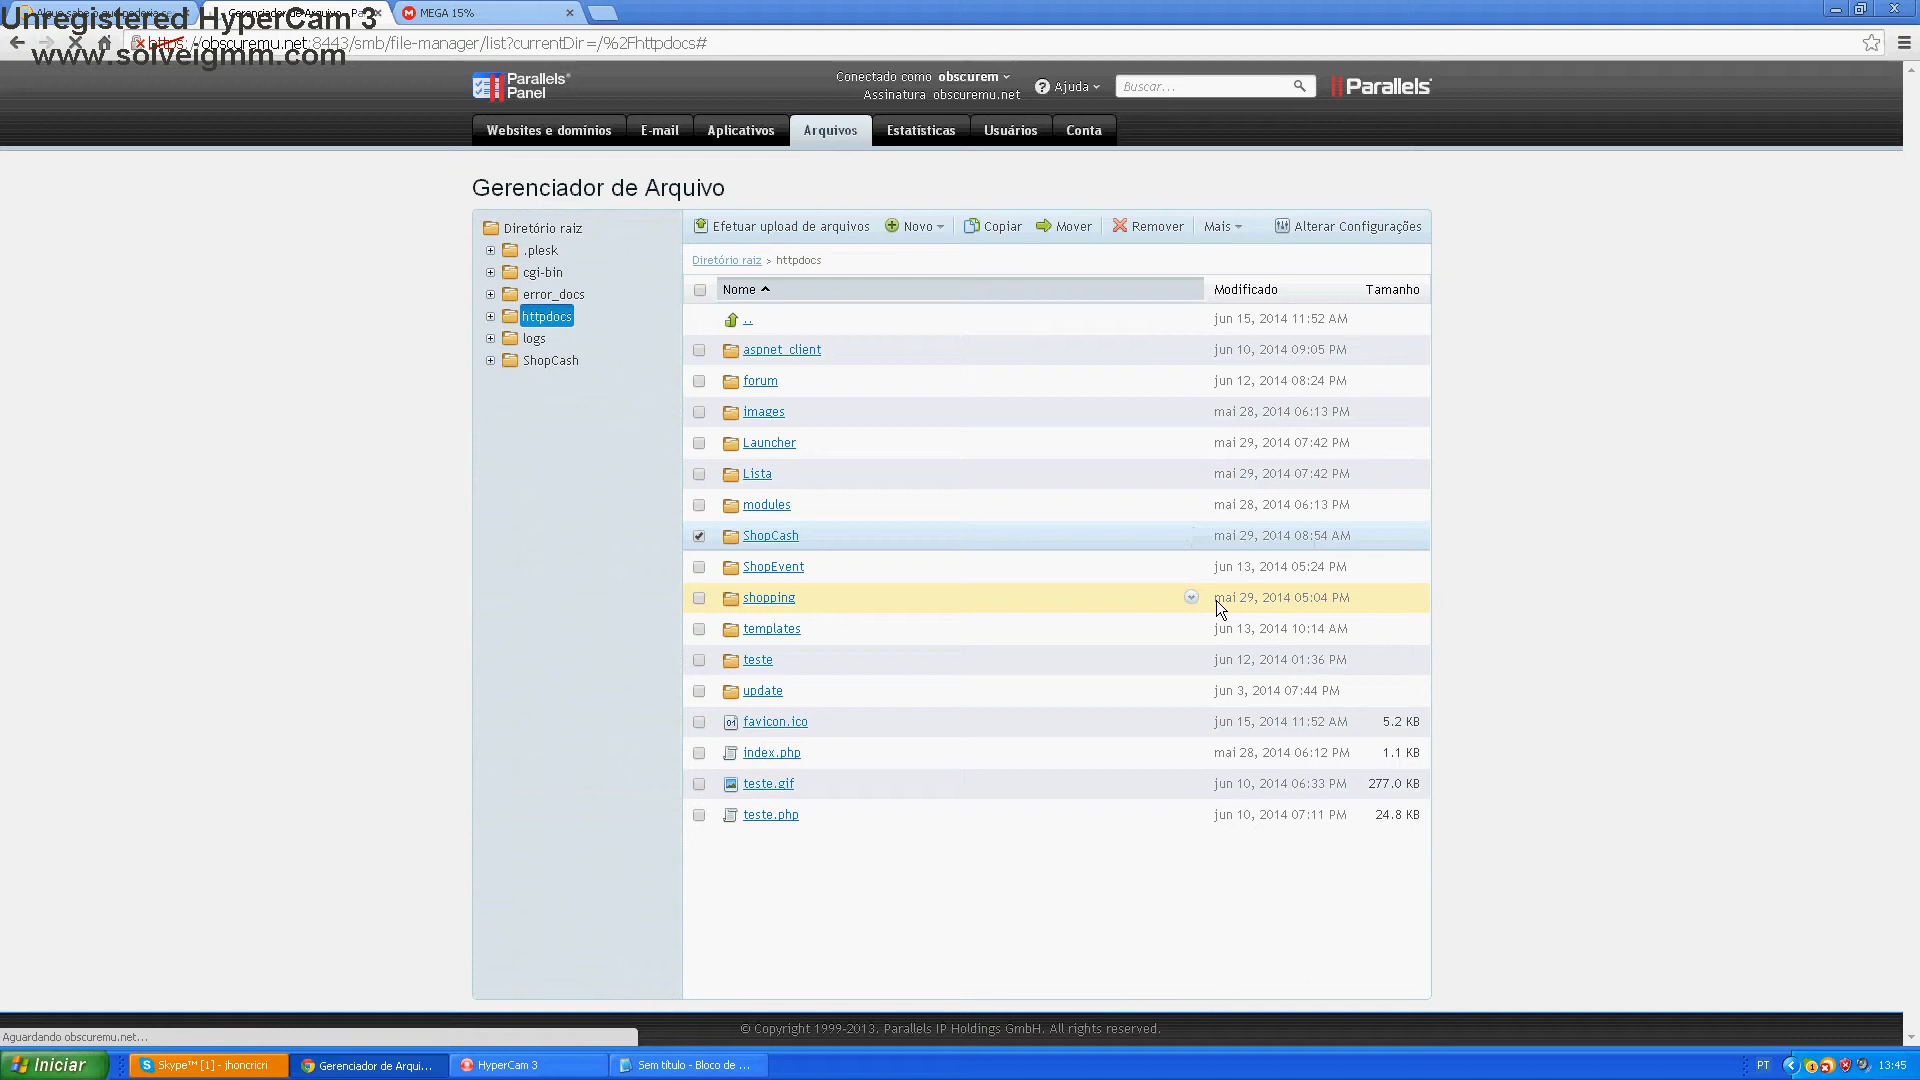 Unregistered HyperCam 3
www.solveigmm.com
Gerenciador de Arquivo - Pa
MEGA 15%
https://obscuremu.net:8443/smb/file-manager/list?currentDir=/%2Fhttpdocs#
Parallels Panel
Conectado como obscurem
Assinatura obscuremu.net
Ajuda
Buscar...
Parallels
Websites e domínios E-mail Aplicativos Arquivos Estatísticas Usuários Conta
Gerenciador de Arquivo
Diretório raiz
.plesk
cgi-bin
error_docs
httpdocs
logs
ShopCash
Efetuar upload de arquivos Novo Copiar Mover Remover Mais Alterar Configurações
Diretório raiz > httpdocs
Nome Modificado Tamanho
.. jun 15, 2014 11:52 AM
aspnet_client jun 10, 2014 09:05 PM
forum jun 12, 2014 08:24 PM
images mai 28, 2014 06:13 PM
Launcher mai 29, 2014 07:42 PM
Lista mai 29, 2014 07:42 PM
modules mai 28, 2014 06:13 PM
ShopCash mai 29, 2014 08:54 AM
ShopEvent jun 13, 2014 05:24 PM
shopping mai 29, 2014 05:04 PM
templates jun 13, 2014 10:14 AM
teste jun 12, 2014 01:36 PM
update jun 3, 2014 07:44 PM
favicon.ico jun 15, 2014 11:52 AM 5.2 KB
index.php mai 28, 2014 06:12 PM 1.1 KB
teste.gif jun 10, 2014 06:33 PM 277.0 KB
teste.php jun 10, 2014 07:11 PM 24.8 KB
© Copyright 1999-2013. Parallels IP Holdings GmbH. All rights reserved.
Aguardando obscuremu.net...
Iniciar
Skype™ [1] - jhoncricri
Gerenciador de Arqui...
HyperCam 3
Sem título - Bloco de ...
PT
13:45